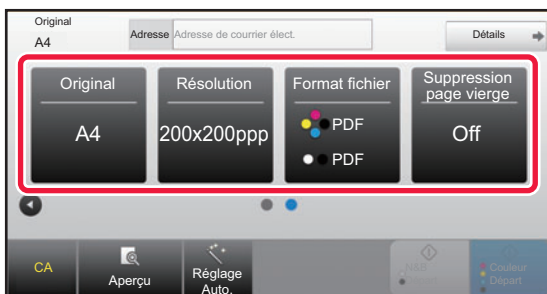 Original
A4
Adresse Adresse de courrier élect.
Détails
Original
A4
Résolution
200x200ppp
Format fichier
PDF
PDF
Suppression
page vierge
Off
CA
Aperçu
Réglage
Auto.
N&B
Départ
Couleur
Départ